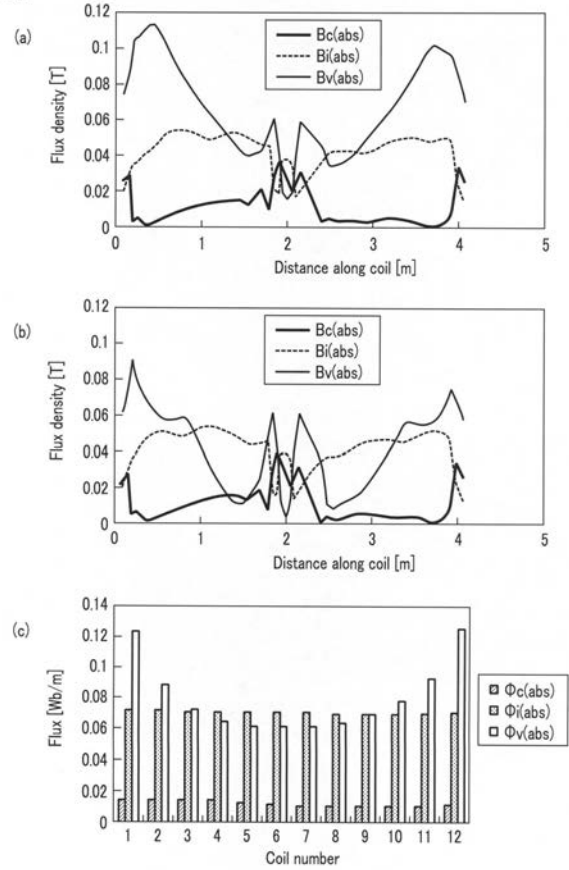 (a)
Flux density [T]
0.12
0.1
0.08
0.06
0.04
0.02
0
Bc(abs)
Bi(abs)
Bv(abs)
0 1 2 3 4 5
Distance along coil [m]
(b)
Flux density [T]
0.12
0.1
0.08
0.06
0.04
0.02
0
Bc(abs)
Bi(abs)
Bv(abs)
0 1 2 3 4 5
Distance along coil [m]
(c)
Flux [Wb/m]
0.14
0.12
0.1
0.08
0.06
0.04
0.02
0
Φc(abs)
Φi(abs)
Φv(abs)
1 2 3 4 5 6 7 8 9 10 11 12
Coil number